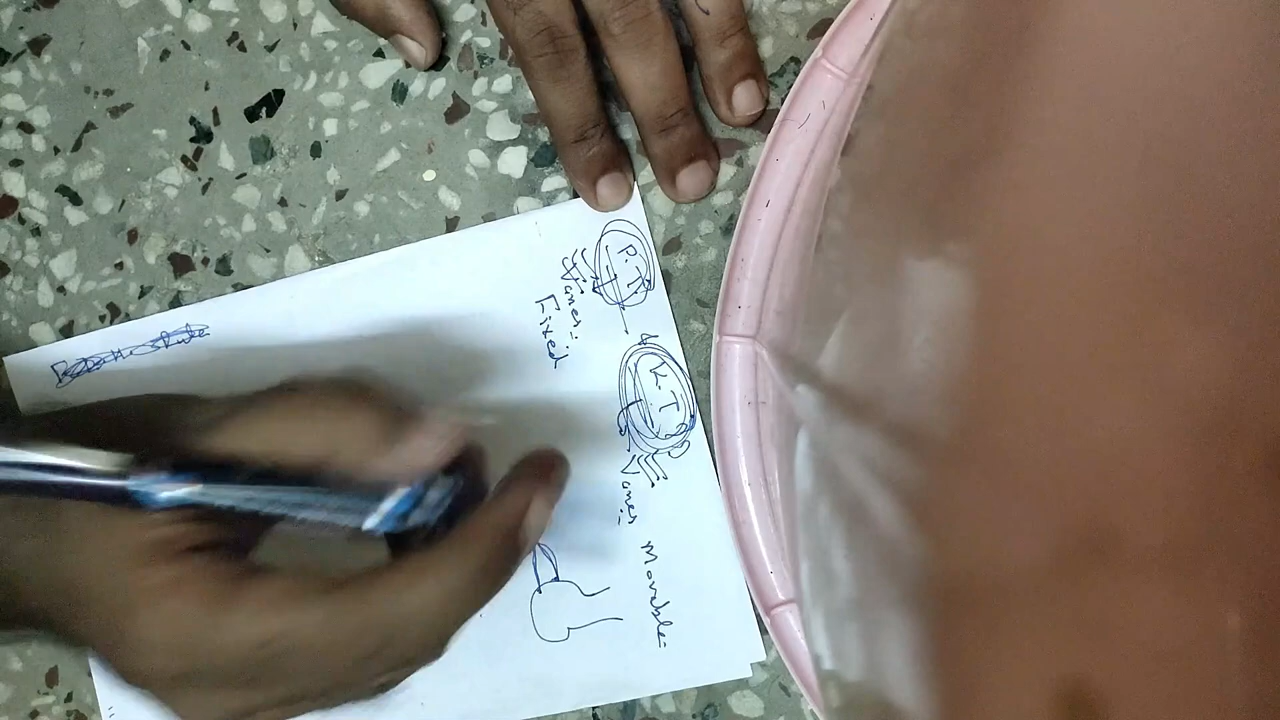 P.T
Vanes:-
Fixed
K.T
Vanes:-
Movable-